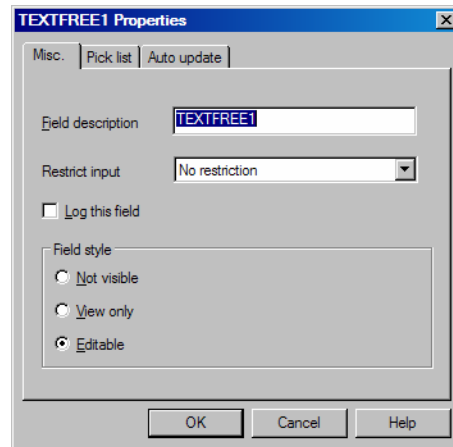 TEXTFREE1 Properties
Misc. Pick list Auto update
Field description TEXTFREE1
Restrict input No restriction
Log this field
Field style
Not visible
View only
Editable
OK Cancel Help